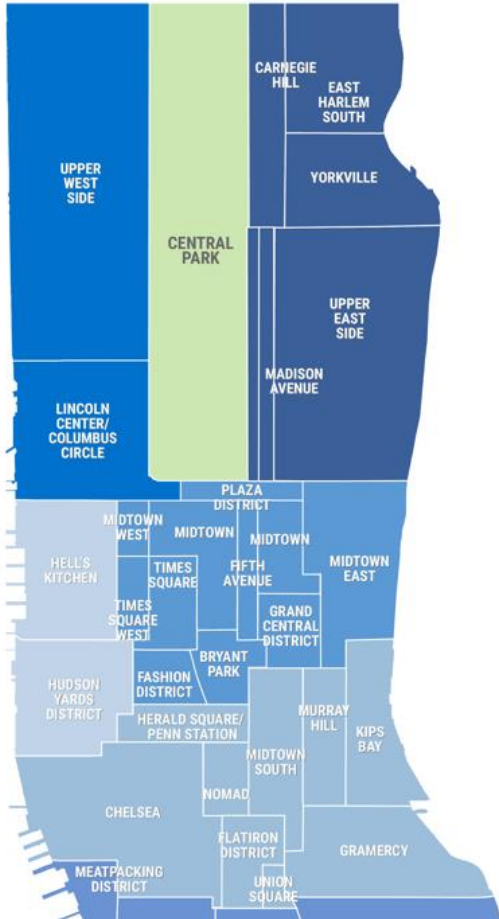 CARNEGIE
HILL
EAST
HARLEM
SOUTH
UPPER
WEST
SIDE
YORKVILLE
CENTRAL
PARK
UPPER
EAST
SIDE
MADISON
AVENUE
LINCOLN
CENTER/
COLUMBUS
CIRCLE
PLAZA
DISTRICT
MIDTOWN
WEST
MIDTOWN
MIDTOWN
HELL'S
KITCHEN
TIMES
SQUARE
FIFTH
AVENUE
MIDTOWN
EAST
TIMES
SQUARE
WEST
GRAND
CENTRAL
DISTRICT
BRYANT
PARK
FASHION
DISTRICT
HUDSON
YARDS
DISTRICT
HERALD SQUARE/
PENN STATION
MURRAY
HILL
KIPS
BAY
MIDTOWN
SOUTH
NOMAD
CHELSEA
FLATIRON
DISTRICT
GRAMERCY
MEATPACKING
DISTRICT
UNION
SQUARE